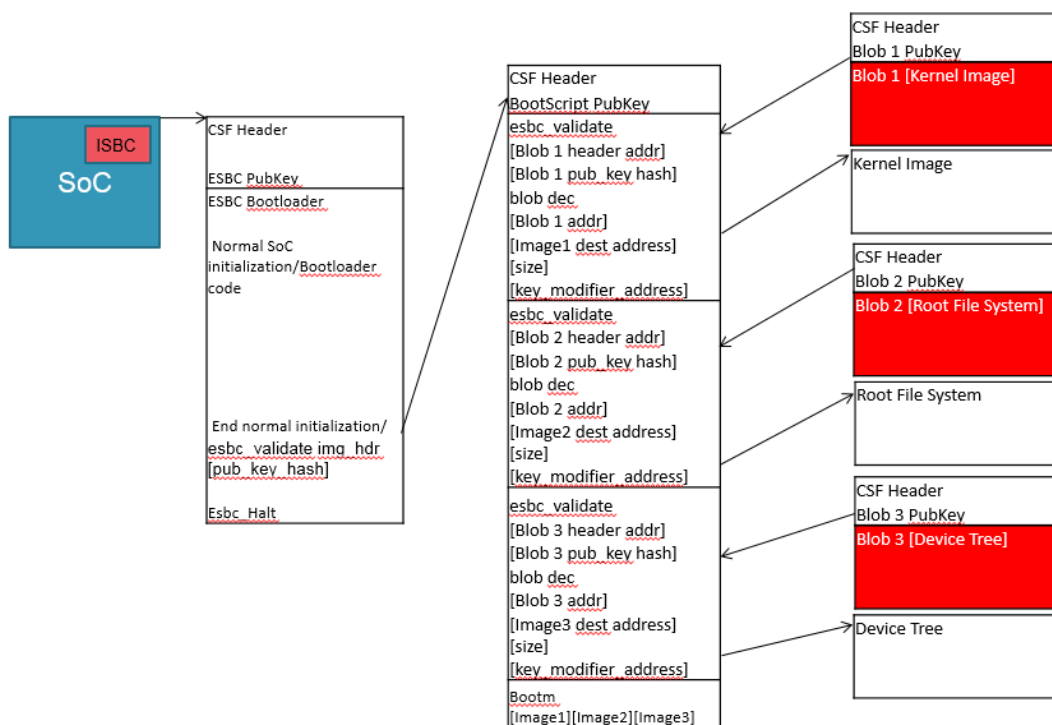 ISBC
SoC
CSF Header
ESBC PubKey
ESBC Bootloader
Normal SoC
initialization/Bootloader
code
End normal initialization/
esbc_validate img_hdr
[pub_key_hash]
Esbc_Halt
CSF Header
BootScript PubKey
esbc_validate
[Blob 1 header addr]
[Blob 1 pub_key hash]
blob dec
[Blob 1 addr]
[Image1 dest address]
[size]
[key_modifier_address]
esbc_validate
[Blob 2 header addr]
[Blob 2 pub_key hash]
blob dec
[Blob 2 addr]
[Image2 dest address]
[size]
[key_modifier_address]
esbc_validate
[Blob 3 header addr]
[Blob 3 pub_key hash]
blob dec
[Blob 3 addr]
[Image3 dest address]
[size]
[key_modifier_address]
Bootm
[Image1][Image2][Image3]
CSF Header
Blob 1 PubKey
Blob 1 [Kernel Image]
Kernel Image
CSF Header
Blob 2 PubKey
Blob 2 [Root File System]
Root File System
CSF Header
Blob 3 PubKey
Blob 3 [Device Tree]
Device Tree